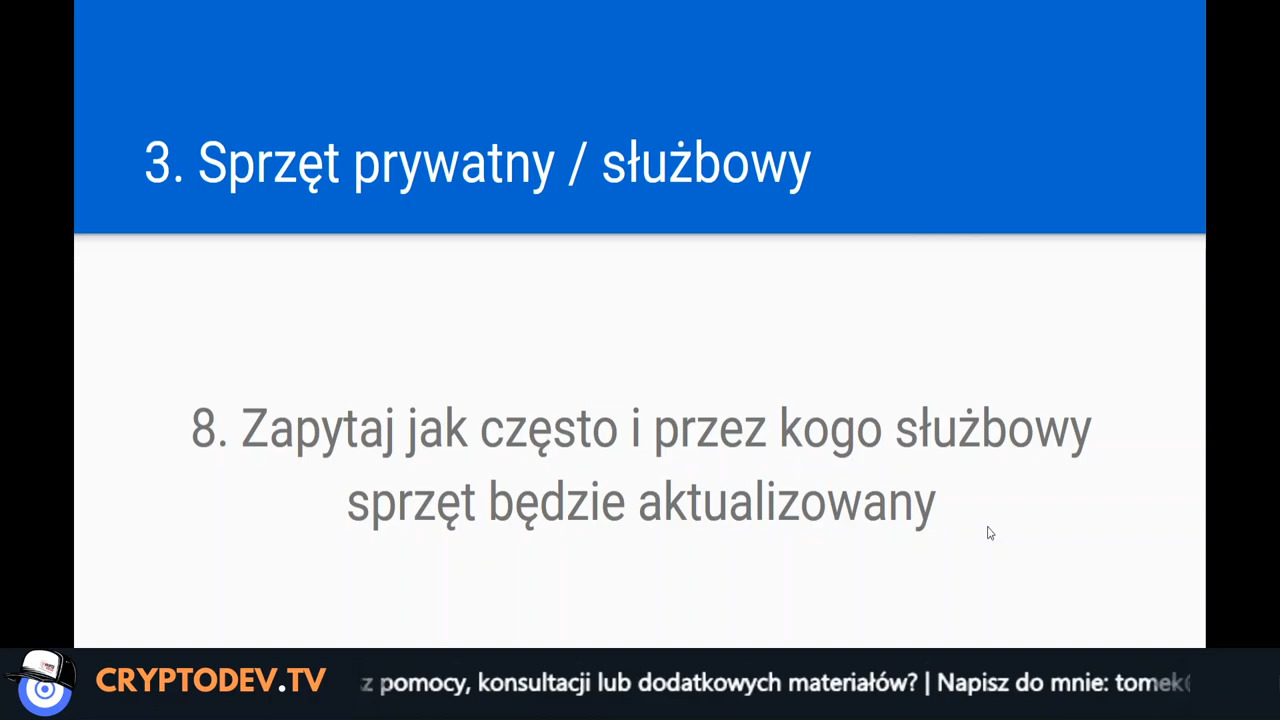 3. Sprzęt prywatny / służbowy
8. Zapytaj jak często i przez kogo służbowy
sprzęt będzie aktualizowany
CRYPTODEV.TV
z pomocy, konsultacji lub dodatkowych materiałów? | Napisz do mnie: tomek@